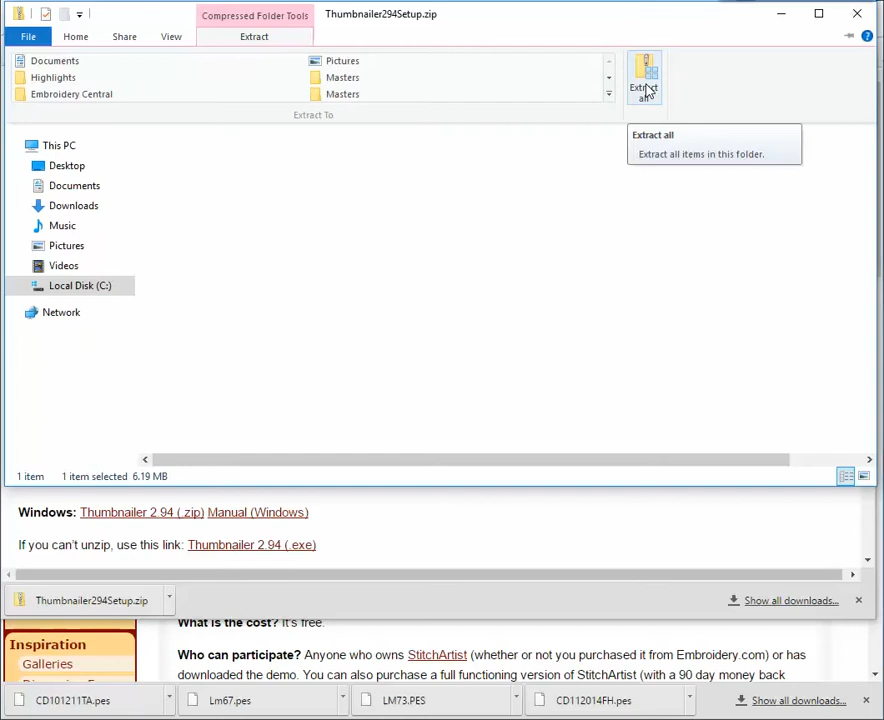 Compressed Folder Tools
Thumbnailer294Setup.zip
File
Home
Share
View
Extract
Documents
Pictures
Highlights
Masters
Embroidery Central
Masters
Extract To
Extract
all
Extract all
Extract all items in this folder.
This PC
Desktop
Documents
Downloads
Music
Pictures
Videos
Local Disk (C:)
Network
1 item
1 item selected 6.19 MB
Windows: Thumbnailer 2.94 (.zip) Manual (Windows)
If you can't unzip, use this link: Thumbnailer 2.94 (.exe)
Thumbnailer294Setup.zip
Show all downloads...
What is the cost? It's free.
Inspiration
Galleries
Who can participate? Anyone who owns StitchArtist (whether or not you purchased it from Embroidery.com) or has
downloaded the demo. You can also purchase a full functioning version of StitchArtist (with a 90 day money back
CD101211TA.pes
Lm67.pes
LM73.PES
CD112014FH.pes
Show all downloads...